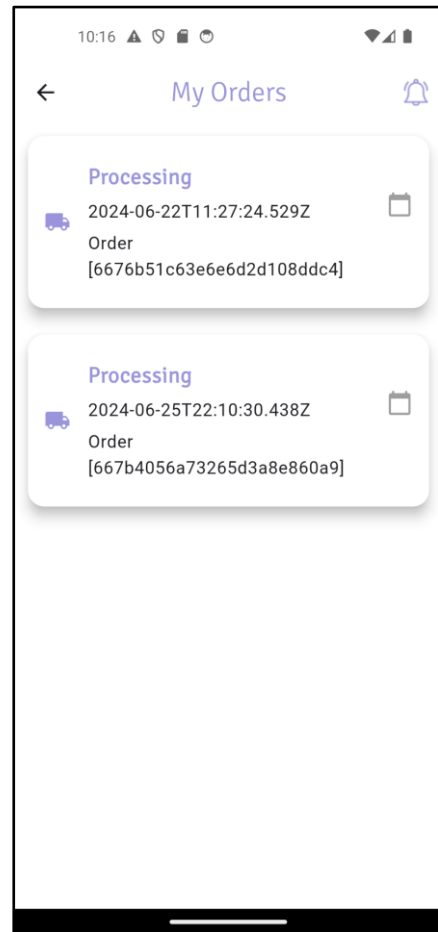 10:16
My Orders
Processing
2024-06-22T11:27:24.529Z
Order
[6676b51c63e6e6d2d108ddc4]
Processing
2024-06-25T22:10:30.438Z
Order
[667b4056a73265d3a8e860a9]